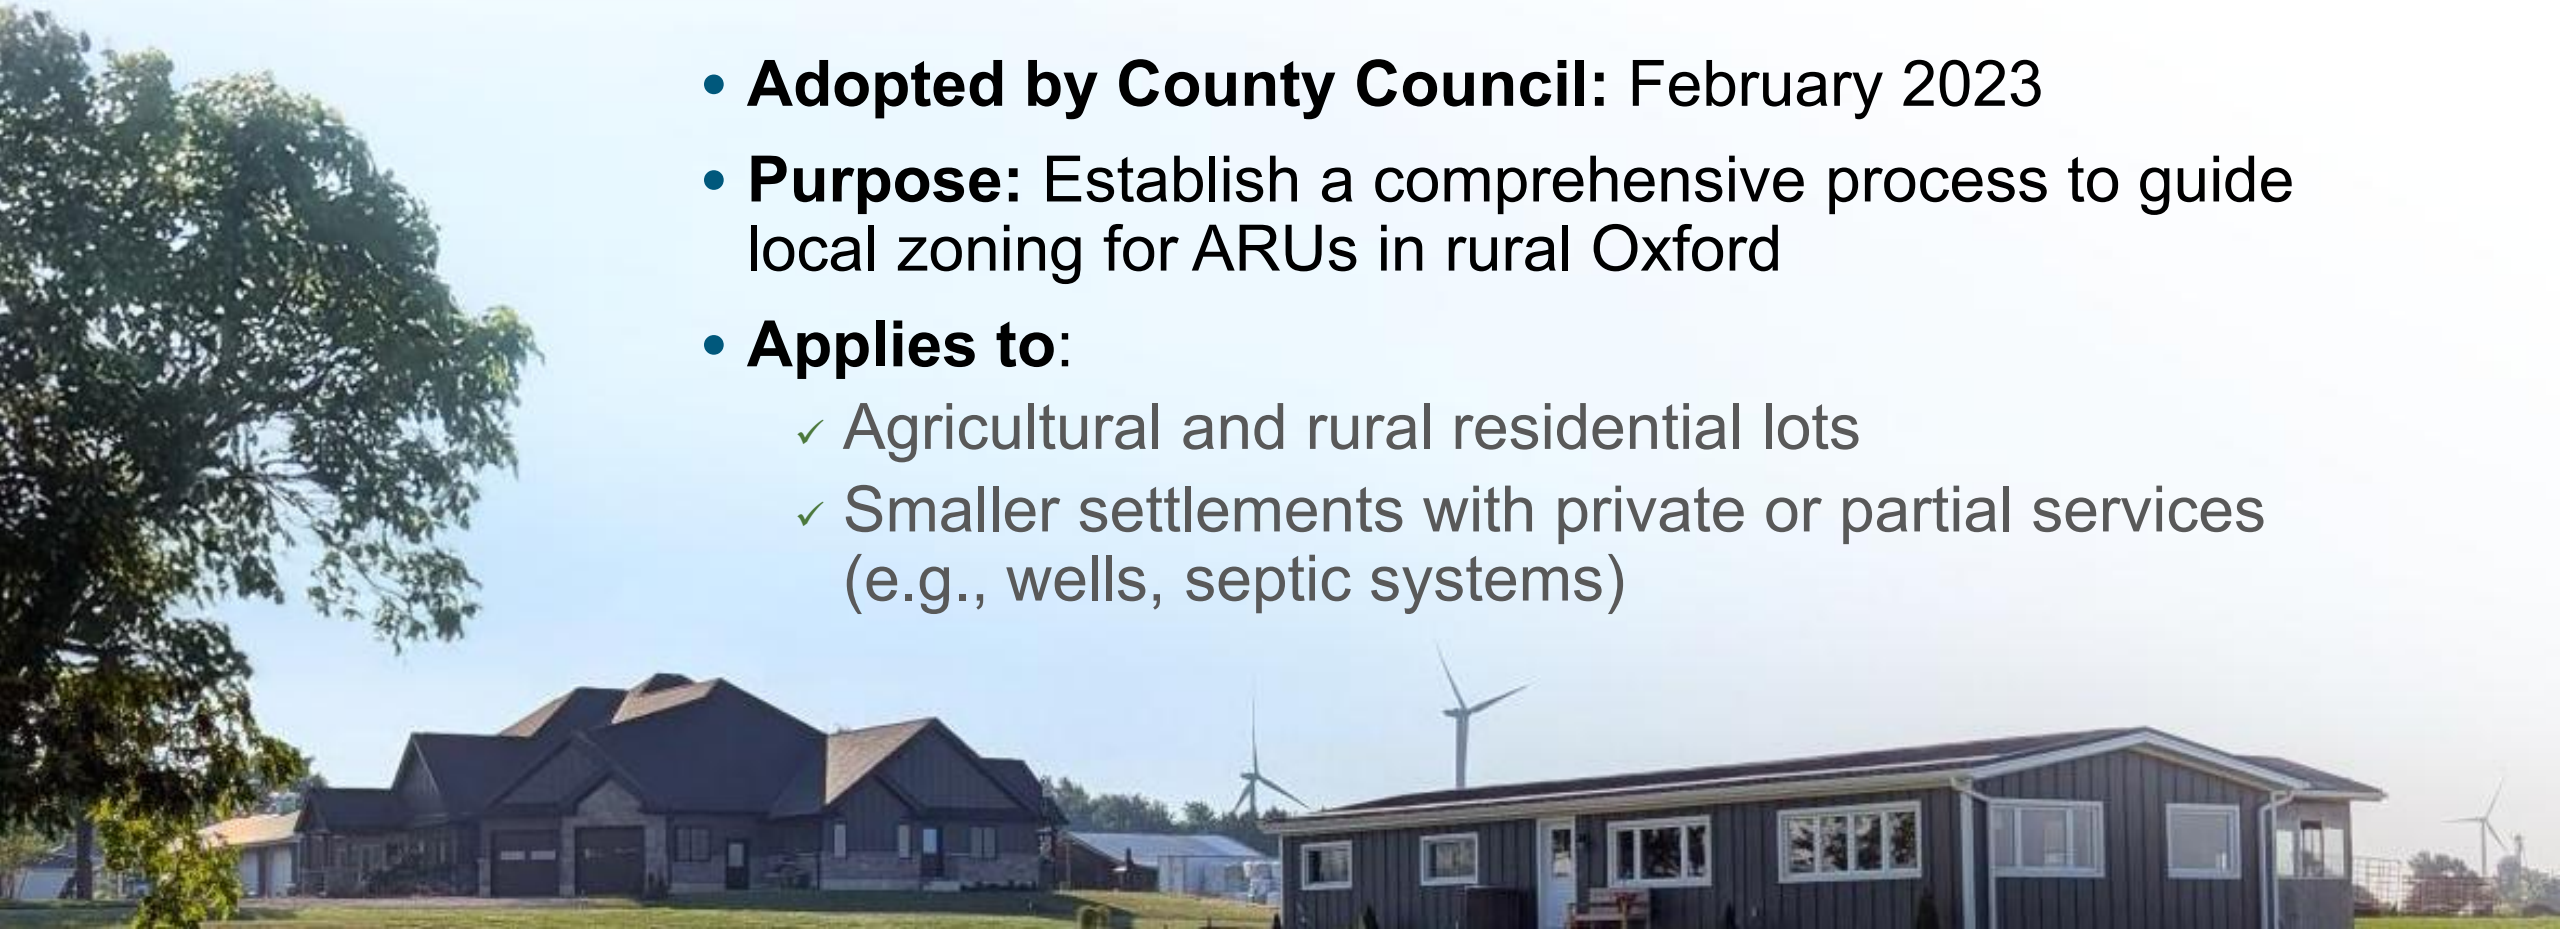 • Adopted by County Council: February 2023
• Purpose: Establish a comprehensive process to guide
local zoning for ARUs in rural Oxford
• Applies to:
✓ Agricultural and rural residential lots
✓ Smaller settlements with private or partial services
(e.g., wells, septic systems)